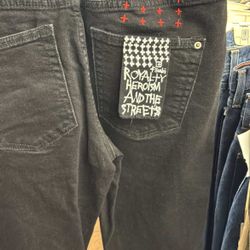 ROYALTY
HEROISM
AND THE
STREETS